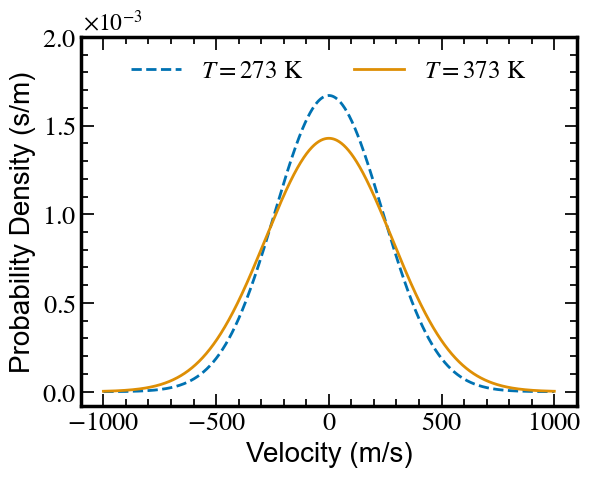 ×10⁻³
T = 273 K
T = 373 K
2.0
1.5
1.0
0.5
0.0
Probability Density (s/m)
−1000
−500
0
500
1000
Velocity (m/s)